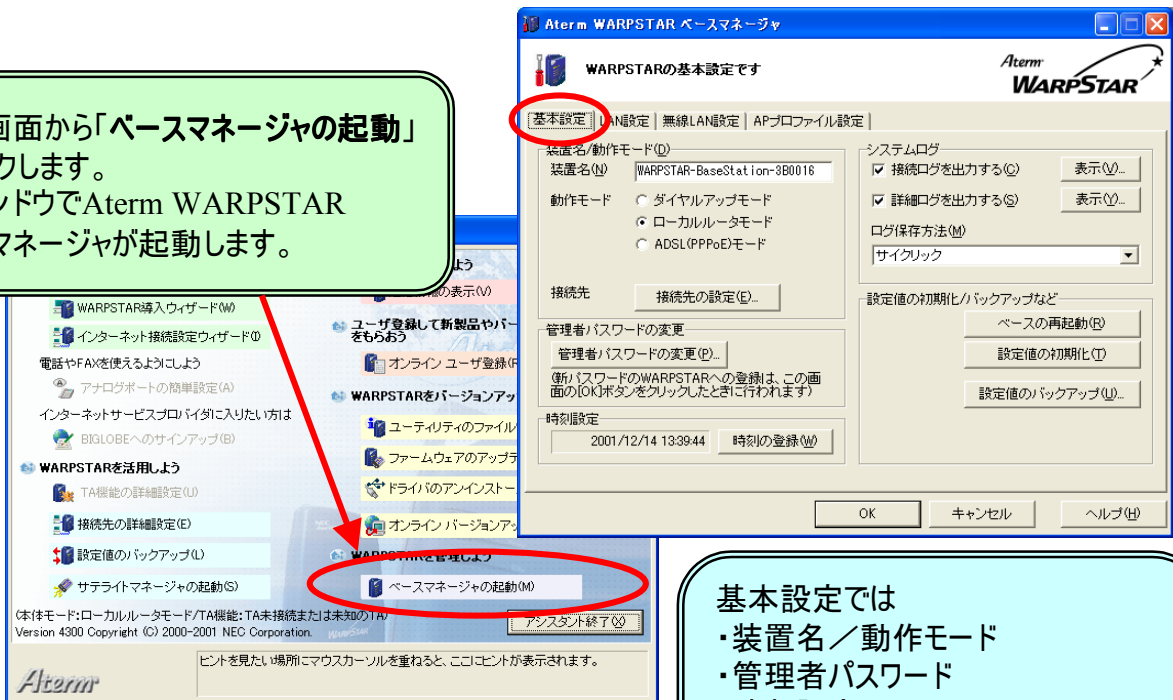 画面から「ベースマネージャの起動」
クします。
ンドウでAterm WARPSTAR
マネージャが起動します。
Aterm WARPSTAR ベースマネージャ
WARPSTARの基本設定です
Aterm
WARPSTAR
基本設定 LAN設定 無線LAN設定 APプロファイル設定
装置名/動作モード(D)
装置名(N) WARPSTAR-BaseStation-3B0016
動作モード ダイヤルアップモード
ローカルルータモード
ADSL(PPPoE)モード
接続先 接続先の設定(E)...
管理者パスワードの変更
管理者パスワードの変更(P)...
(新パスワードのWARPSTARへの登録は、この画
面の[OK]ボタンをクリックしたときに行われます)
時刻設定
2001/12/14 13:39:44 時刻の登録(W)
システムログ
接続ログを出力する(C) 表示(V)...
詳細ログを出力する(S) 表示(Y)...
ログ保存方法(M)
サイクリック
設定値の初期化/バックアップなど
ベースの再起動(R)
設定値の初期化(T)
設定値のバックアップ(U)...
OK キャンセル ヘルプ(H)
WARPSTAR導入ウィザード(W)
インターネット接続設定ウィザード(I)
電話やFAXを使えるようにしよう
アナログポートの簡単設定(A)
インターネットサービスプロバイダに入りたい方は
BIGLOBEへのサインアップ(B)
WARPSTARを活用しよう
TA機能の詳細設定(U)
接続先の詳細設定(E)
設定値のバックアップ(L)
サテライトマネージャの起動(S)
よう
の表示(V)
ユーザ登録して新製品やバー
をもらおう
オンライン ユーザ登録(R
WARPSTARをバージョンアッ
ユーティリティのファイル
ファームウェアのアップデ
ドライバのアンインストー
オンライン バージョンアッ
WARPSTARを管理しよう
ベースマネージャの起動(M)
(本体モード:ローカルルータモード/TA機能:TA未接続または未知のTA)
Version 4300 Copyright (C) 2000-2001 NEC Corporation.
WarpStar
アシスタント終了(X)
Aterm
ヒントを見たい場所にマウスカーソルを重ねると、ここにヒントが表示されます。
基本設定では
・装置名／動作モード
・管理者パスワード